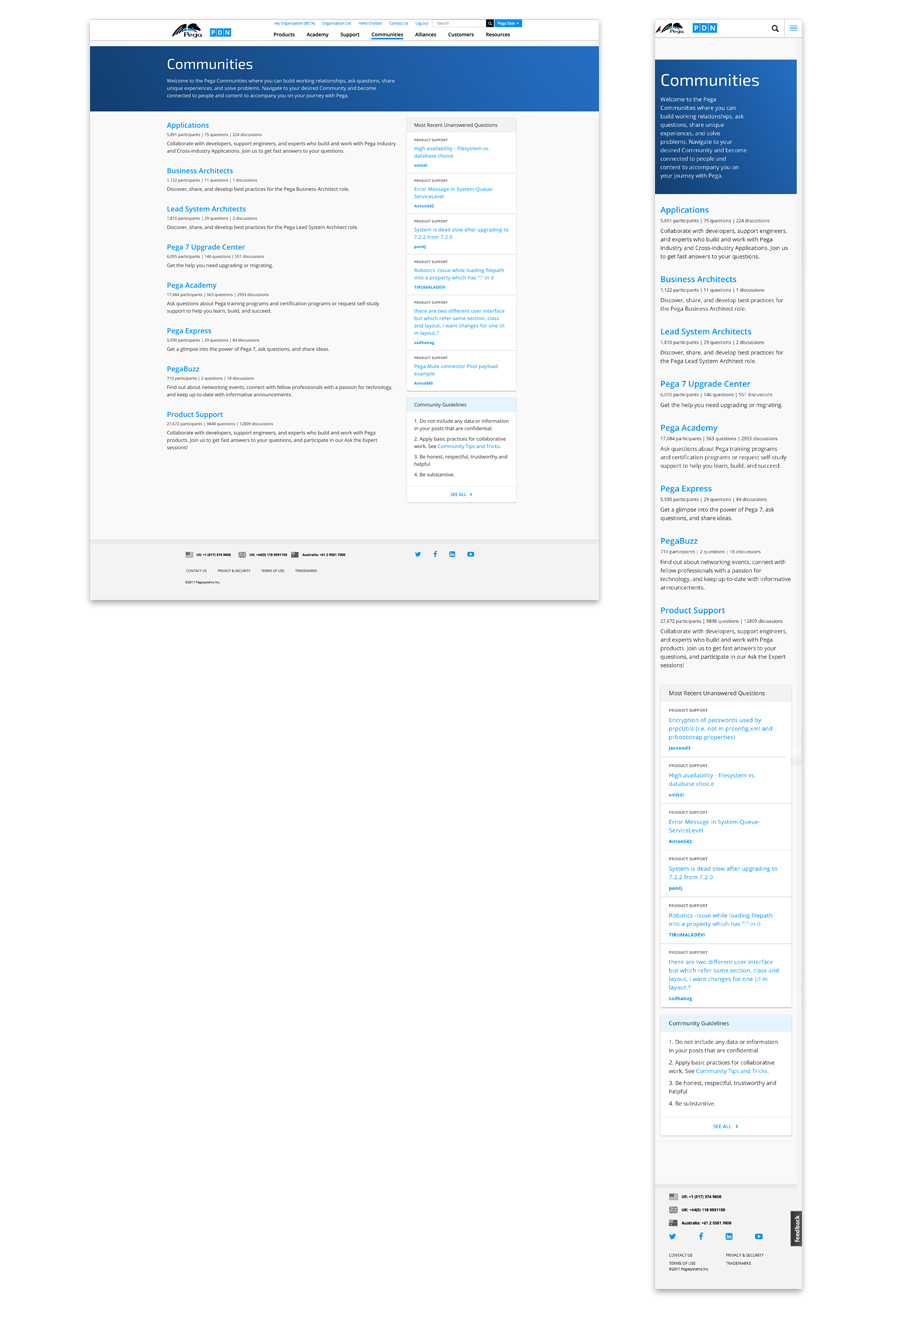 My Organization (BETA) Organization List Hello Chobbs Contact Us Log out Search Pega Sites
Pega PDN
Products Academy Support Communities Alliances Customers Resources
Communities
Welcome to the Pega Communities where you can build working relationships, ask questions, share
unique experiences, and solve problems. Navigate to your desired Community and become
connected to people and content to accompany you on your journey with Pega.
Applications
5,891 participants | 75 questions | 224 discussions
Collaborate with developers, support engineers, and experts who build and work with Pega Industry
and Cross-industry Applications. Join us to get fast answers to your questions.
Business Architects
1,122 participants | 11 questions | 1 discussions
Discover, share, and develop best practices for the Pega Business Architect role.
Lead System Architects
1,810 participants | 29 questions | 2 discussions
Discover, share, and develop best practices for the Pega Lead System Architect role.
Pega 7 Upgrade Center
6,055 participants | 146 questions | 551 discussions
Get the help you need upgrading or migrating.
Pega Academy
17,684 participants | 563 questions | 2933 discussions
Ask questions about Pega training programs and certification programs or request self-study
support to help you learn, build, and succeed.
Pega Express
5,930 participants | 29 questions | 84 discussions
Get a glimpse into the power of Pega 7, ask questions, and share ideas.
PegaBuzz
710 participants | 2 questions | 18 discussions
Find out about networking events, connect with fellow professionals with a passion for technology,
and keep up-to-date with informative announcements.
Product Support
27,672 participants | 9848 questions | 12809 discussions
Collaborate with developers, support engineers, and experts who build and work with Pega
products. Join us to get fast answers to your questions, and participate in our Ask the Expert
sessions!
Most Recent Unanswered Questions
PRODUCT SUPPORT
High availability - filesystem vs.
database choice
smitdi
PRODUCT SUPPORT
Error Message in System-Queue-
ServiceLevel
AntonS42
PRODUCT SUPPORT
System is dead slow after upgrading to
7.2.2 from 7.2.0
pandj
PRODUCT SUPPORT
Robotics -Issue while loading filepath
into a property which has ":" in it
TIRUMALADEVI
PRODUCT SUPPORT
there are two different user interface
but which refer same section, class
and layout, i want changes for one UI
in layout.?
sadhanag
PRODUCT SUPPORT
Pega Mule connector Post payload
example
AviralM0
Community Guidelines
1. Do not include any data or information
in your posts that are confidential.
2. Apply basic practices for collaborative
work. See Community Tips and Tricks.
3. Be honest, respectful, trustworthy and
helpful
4. Be substantive.
SEE ALL
US: +1 (617) 374 9600 UK: +44(0) 118 9591150 Australia: +61 2 9581 7000
CONTACT US PRIVACY & SECURITY TERMS OF USE TRADEMARKS
©2017 Pegasystems Inc.
Pega PDN
Communities
Welcome to the Pega
Communities where you can
build working relationships, ask
questions, share unique
experiences, and solve
problems. Navigate to your
desired Community and become
connected to people and
content to accompany you on
your journey with Pega.
Applications
5,891 participants | 75 questions | 224 discussions
Collaborate with developers, support engineers,
and experts who build and work with Pega
Industry and Cross-industry Applications. Join us
to get fast answers to your questions.
Business Architects
1,122 participants | 11 questions | 1 discussions
Discover, share, and develop best practices for
the Pega Business Architect role.
Lead System Architects
1,810 participants | 29 questions | 2 discussions
Discover, share, and develop best practices for
the Pega Lead System Architect role.
Pega 7 Upgrade Center
6,055 participants | 146 questions | 551 discussions
Get the help you need upgrading or migrating.
Pega Academy
17,684 participants | 563 questions | 2933 discussions
Ask questions about Pega training programs
and certification programs or request self-study
support to help you learn, build, and succeed.
Pega Express
5,930 participants | 29 questions | 84 discussions
Get a glimpse into the power of Pega 7, ask
questions, and share ideas.
PegaBuzz
710 participants | 2 questions | 18 discussions
Find out about networking events, connect with
fellow professionals with a passion for
technology, and keep up-to-date with informative
announcements.
Product Support
27,672 participants | 9848 questions | 12809 discussions
Collaborate with developers, support engineers,
and experts who build and work with Pega
products. Join us to get fast answers to your
questions, and participate in our Ask the Expert
sessions!
Most Recent Unanswered Questions
PRODUCT SUPPORT
Encryption of passwords used by
prpcUtils (i.e. not in prconfig.xml and
prbootstrap.properties)
JensendJ
PRODUCT SUPPORT
High availability - filesystem vs.
database choice
smitdi
PRODUCT SUPPORT
Error Message in System-Queue-
ServiceLevel
AntonS42
PRODUCT SUPPORT
System is dead slow after upgrading to
7.2.2 from 7.2.0
pandj
PRODUCT SUPPORT
Robotics -Issue while loading filepath
into a property which has ":" in it
TIRUMALADEVI
PRODUCT SUPPORT
there are two different user interface
but which refer same section, class and
layout, i want changes for one UI in
layout.?
sadhanag
Community Guidelines
1. Do not include any data or information
in your posts that are confidential.
2. Apply basic practices for collaborative
work. See Community Tips and Tricks.
3. Be honest, respectful, trustworthy and
helpful
4. Be substantive.
SEE ALL
US: +1 (617) 374 9600
UK: +44(0) 118 9591150
Australia: +61 2 9581 7000
feedback
CONTACT US PRIVACY & SECURITY
TERMS OF USE TRADEMARKS
©2017 Pegasystems Inc.